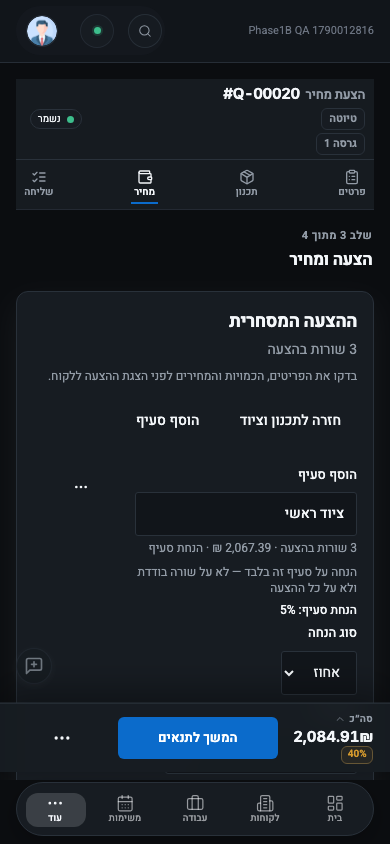 Phase1B QA 1790012816
הצעת מחיר #Q-00020
טיוטה
נשמר
גרסה 1
פרטים
תכנון
מחיר
שליחה
שלב 3 מתוך 4
הצעה ומחיר
ההצעה המסחרית
3 שורות בהצעה
בדקו את הפריטים, הכמויות והמחירים לפני הצגת ההצעה ללקוח.
חזרה לתכנון וציוד
הוסף סעיף
הוסף סעיף
ציוד ראשי
3 שורות בהצעה · 2,067.39 ₪ · הנחת סעיף
הנחה על סעיף זה בלבד — לא על שורה בודדת
ולא על כל ההצעה
הנחת סעיף: 5%
סוג הנחה
אחוז
סה״כ
2,084.91₪
40%
המשך לתנאים
בית
לקוחות
עבודה
משימות
עוד